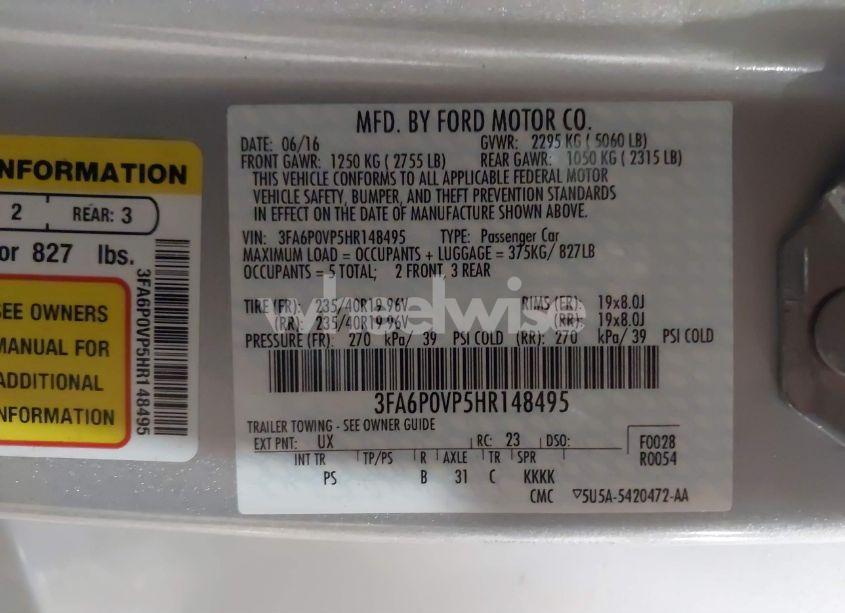 NFORMATION
2 REAR: 3
or 827 lbs.
SEE OWNERS
MANUAL FOR
ADDITIONAL
INFORMATION
3FA6P0VP5HR148495
MFD. BY FORD MOTOR CO.
DATE: 06/16 GVWR: 2295 KG ( 5060 LB)
FRONT GAWR: 1250 KG ( 2755 LB) REAR GAWR: 1050 KG ( 2315 LB)
THIS VEHICLE CONFORMS TO ALL APPLICABLE FEDERAL MOTOR
VEHICLE SAFETY, BUMPER, AND THEFT PREVENTION STANDARDS
IN EFFECT ON THE DATE OF MANUFACTURE SHOWN ABOVE.
VIN: 3FA6P0VP5HR148495 TYPE: Passenger Car
MAXIMUM LOAD = OCCUPANTS + LUGGAGE = 375KG/ 827LB
OCCUPANTS = 5 TOTAL; 2 FRONT, 3 REAR
wheelwise
TIRE (FR): 235/40R19 96V RIMS (FR): 19x8.0J
(RR): 235/40R19 96V (RR): 19x8.0J
PRESSURE (FR): 270 kPa/ 39 PSI COLD (RR): 270 kPa/ 39 PSI COLD
3FA6P0VP5HR148495
TRAILER TOWING - SEE OWNER GUIDE
EXT PNT: UX RC: 23 DSO: F0028
R0054
INT TR TP/PS R AXLE TR SPR
PS B 31 C KKKK
CMC ▽5U5A-5420472-AA